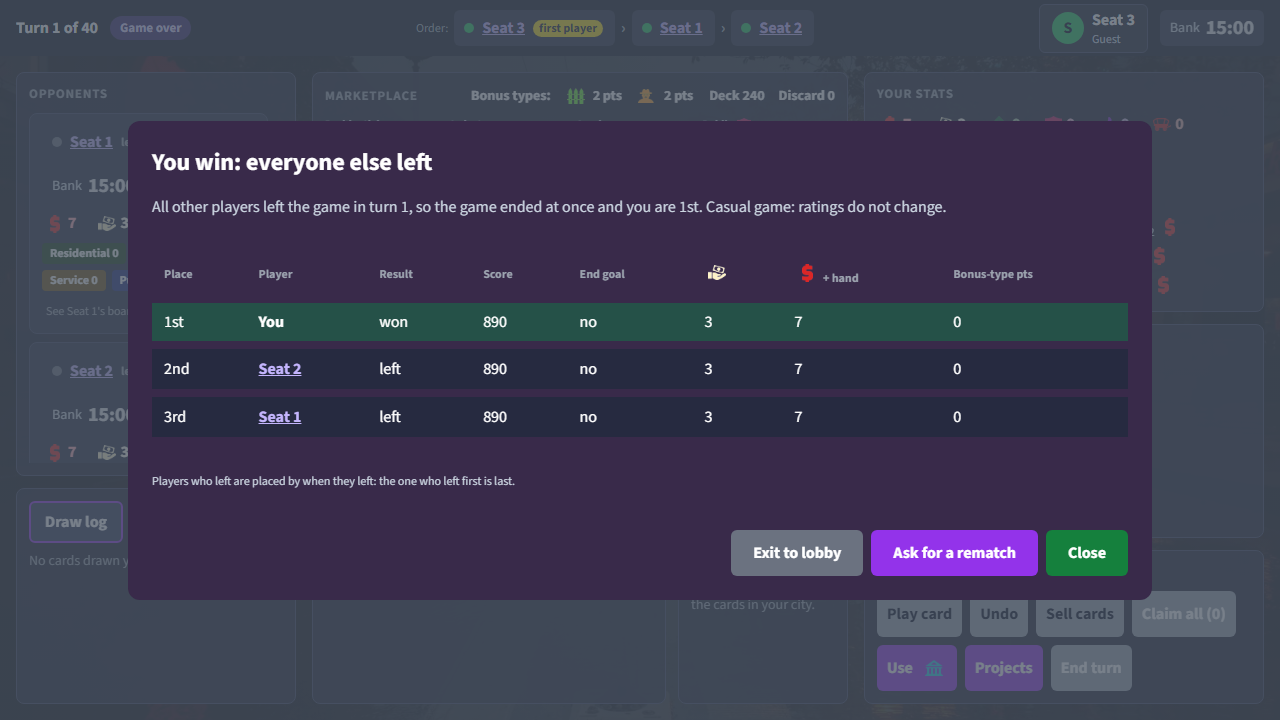 Turn 1 of 40 Game over Order: Seat 3 first player › Seat 1 › Seat 2 S Seat 3 Guest Bank 15:00
OPPONENTS
MARKETPLACE Bonus types: 2 pts 2 pts Deck 240 Discard 0
YOUR STATS
Seat 1
Bank 15:00
$ 7 3
Residential 0
Service 0
See Seat 1's
Seat 2
Bank 15:00
$ 7 3
0
You win: everyone else left
All other players left the game in turn 1, so the game ended at once and you are 1st. Casual game: ratings do not change.
Place Player Result Score End goal $ + hand Bonus-type pts
1st You won 890 no 3 7 0
2nd Seat 2 left 890 no 3 7 0
3rd Seat 1 left 890 no 3 7 0
Players who left are placed by when they left: the one who left first is last.
Exit to lobby Ask for a rematch Close
Draw log
No cards drawn
the cards in your city.
Play card Undo Sell cards Claim all (0)
Use Projects End turn